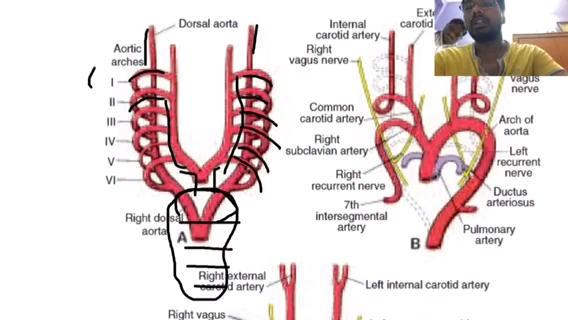 Dorsal aorta
Aortic
arches
I
II
III
IV
V
VI
Right dorsal
aorta
A
Internal
carotid artery
carotid
Right
vagus nerve
Common
carotid artery
Right
subclavian artery
Right
recurrent nerve
7th
intersegmental
artery
B
vagus
nerve
Arch of
aorta
Left
recurrent
nerve
Ductus
arteriosus
Pulmonary
artery
Right external
carotid artery
Left internal carotid artery
Right vagus